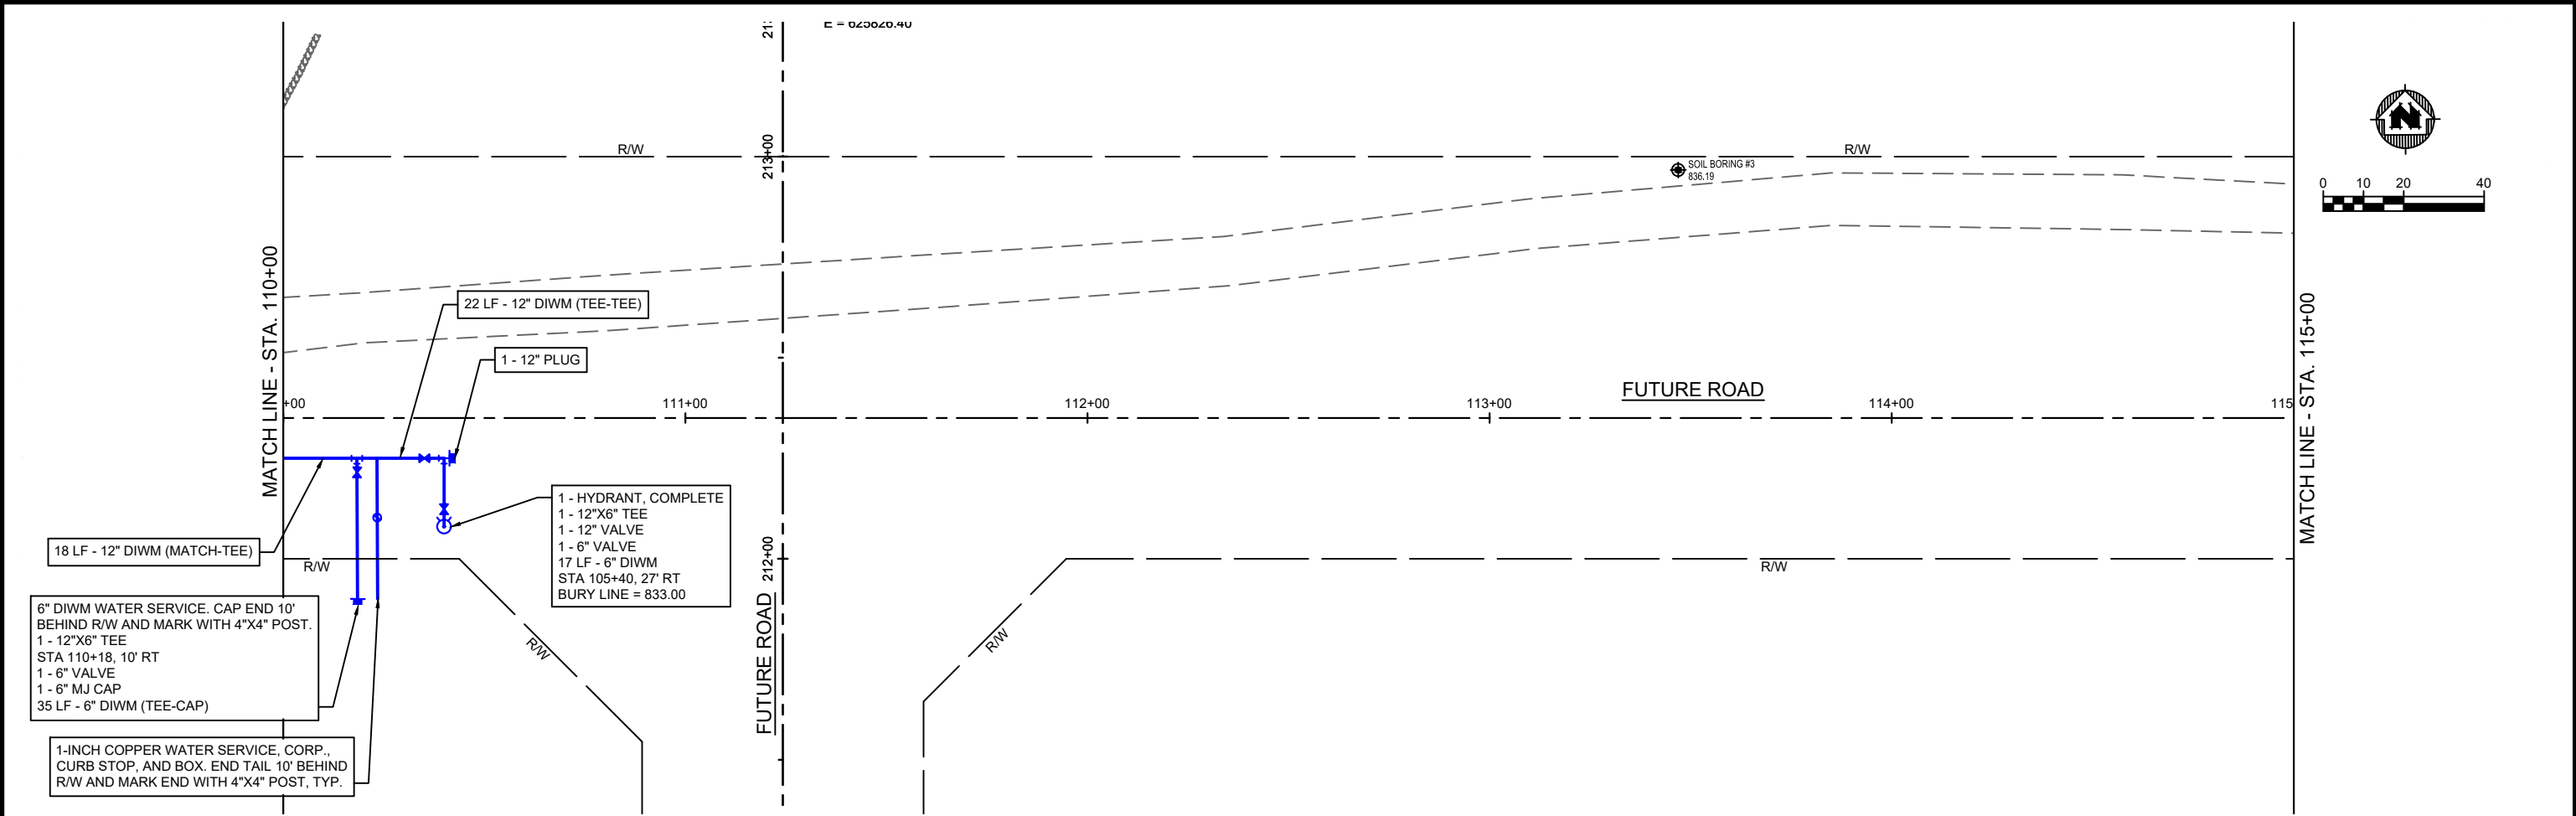 E = 625826.40
213+00
R/W
R/W
SOIL BORING #3
836.19
N
0 10 20 40
MATCH LINE - STA. 110+00
22 LF - 12" DIWM (TEE-TEE)
1 - 12" PLUG
FUTURE ROAD
+00
111+00
112+00
113+00
114+00
115
MATCH LINE - STA. 115+00
1 - HYDRANT, COMPLETE
1 - 12"X6" TEE
1 - 12" VALVE
1 - 6" VALVE
17 LF - 6" DIWM
STA 105+40, 27' RT
BURY LINE = 833.00
18 LF - 12" DIWM (MATCH-TEE)
R/W
212+00
R/W
6" DIWM WATER SERVICE. CAP END 10'
BEHIND R/W AND MARK WITH 4"X4" POST.
1 - 12"X6" TEE
STA 110+18, 10' RT
1 - 6" VALVE
1 - 6" MJ CAP
35 LF - 6" DIWM (TEE-CAP)
R/W
FUTURE ROAD
R/W
1-INCH COPPER WATER SERVICE, CORP.,
CURB STOP, AND BOX. END TAIL 10' BEHIND
R/W AND MARK END WITH 4"X4" POST, TYP.